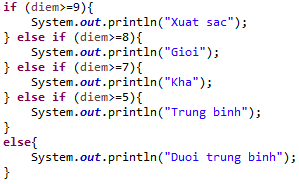 if (diem>=9){
    System.out.println("Xuat sac");
} else if (diem>=8){
    System.out.println("Gioi");
} else if (diem>=7){
    System.out.println("Kha");
} else if (diem>=5){
    System.out.println("Trung binh");
}
else{
    System.out.println("Duoi trung binh");
}